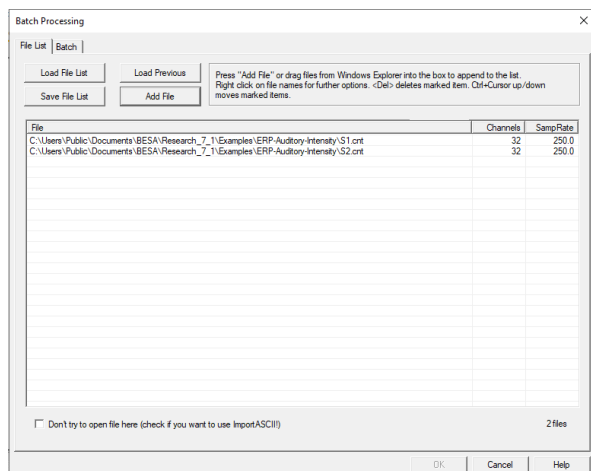 Batch Processing
File List Batch
Load File List Load Previous
Save File List Add File
Press "Add File" or drag files from Windows Explorer into the box to append to the list.
Right click on file names for further options. <Del> deletes marked item. Ctrl+Cursor up/down
moves marked items.
File Channels SampRate
C:\Users\Public\Documents\BESA\Research_7_1\Examples\ERP-Auditory-Intensity\S1.cnt 32 250.0
C:\Users\Public\Documents\BESA\Research_7_1\Examples\ERP-Auditory-Intensity\S2.cnt 32 250.0
Don't try to open file here (check if you want to use ImportASCII!) 2 files
OK Cancel Help